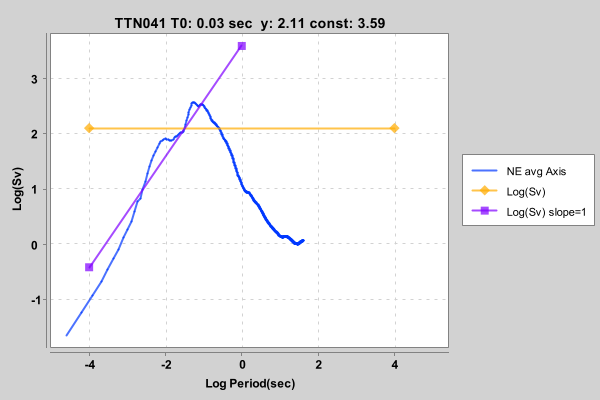 TTN041 T0: 0.03 sec  y: 2.11 const: 3.59
Log(Sv)
3
2
1
0
-1
-4
-2
0
2
4
Log Period(sec)
NE avg Axis
Log(Sv)
Log(Sv) slope=1